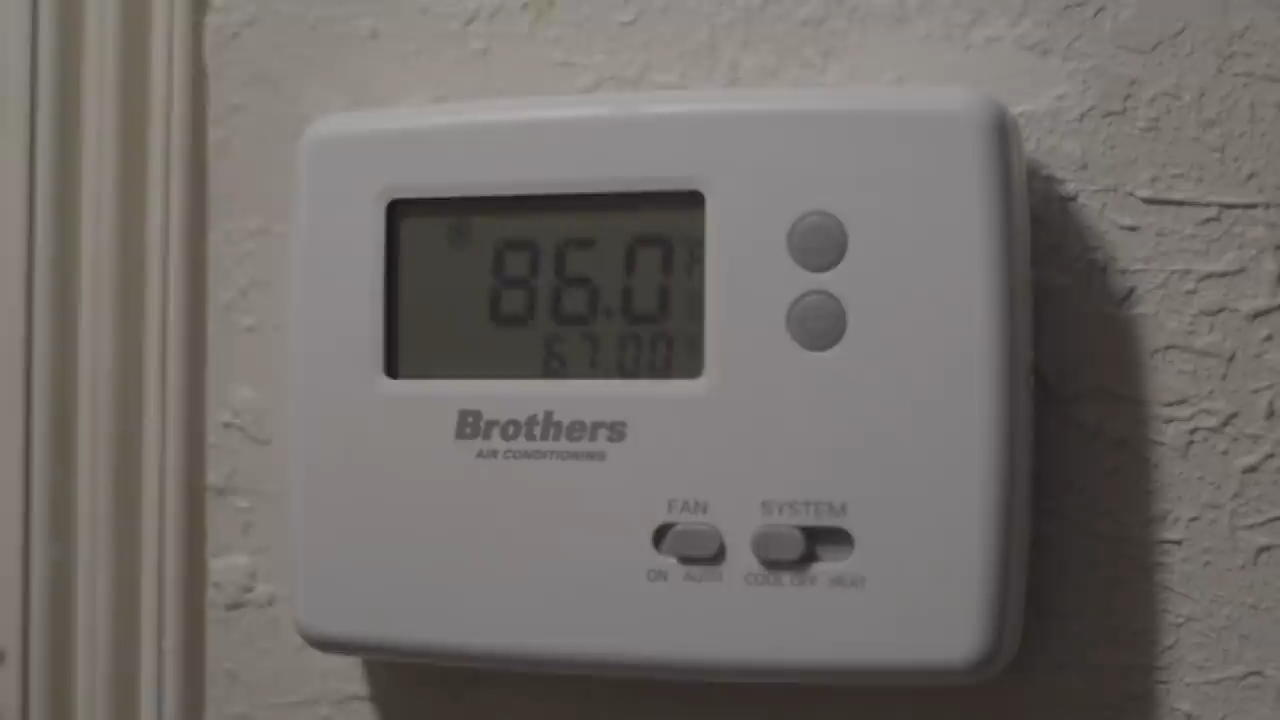 86.0
67.00
Brothers
AIR CONDITIONING
FAN SYSTEM
ON AUTO COOL OFF HEAT